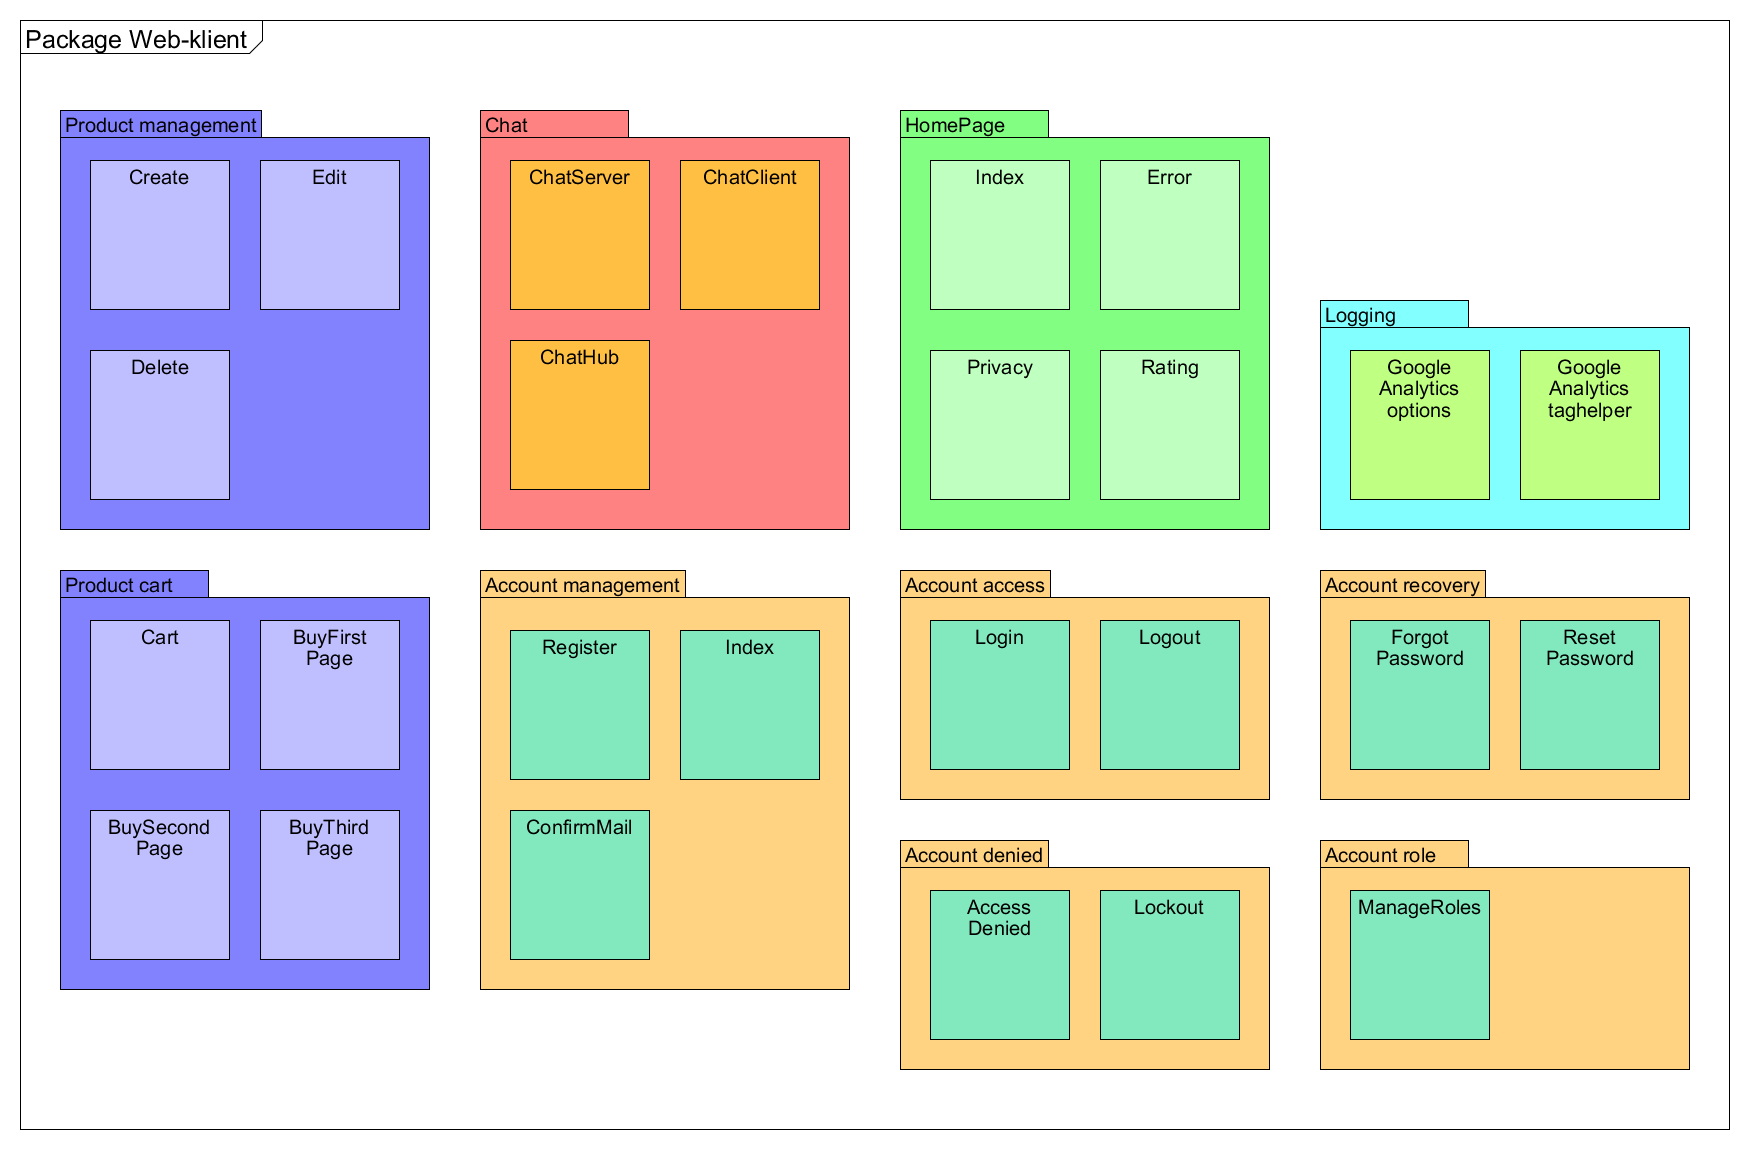 Package Web-klient
Product management
Create
Edit
Delete
Chat
ChatServer
ChatClient
ChatHub
HomePage
Index
Error
Privacy
Rating
Logging
Google
Analytics
options
Google
Analytics
taghelper
Product cart
Cart
BuyFirst
Page
BuySecond
Page
BuyThird
Page
Account management
Register
Index
ConfirmMail
Account access
Login
Logout
Account recovery
Forgot
Password
Reset
Password
Account denied
Access
Denied
Lockout
Account role
ManageRoles